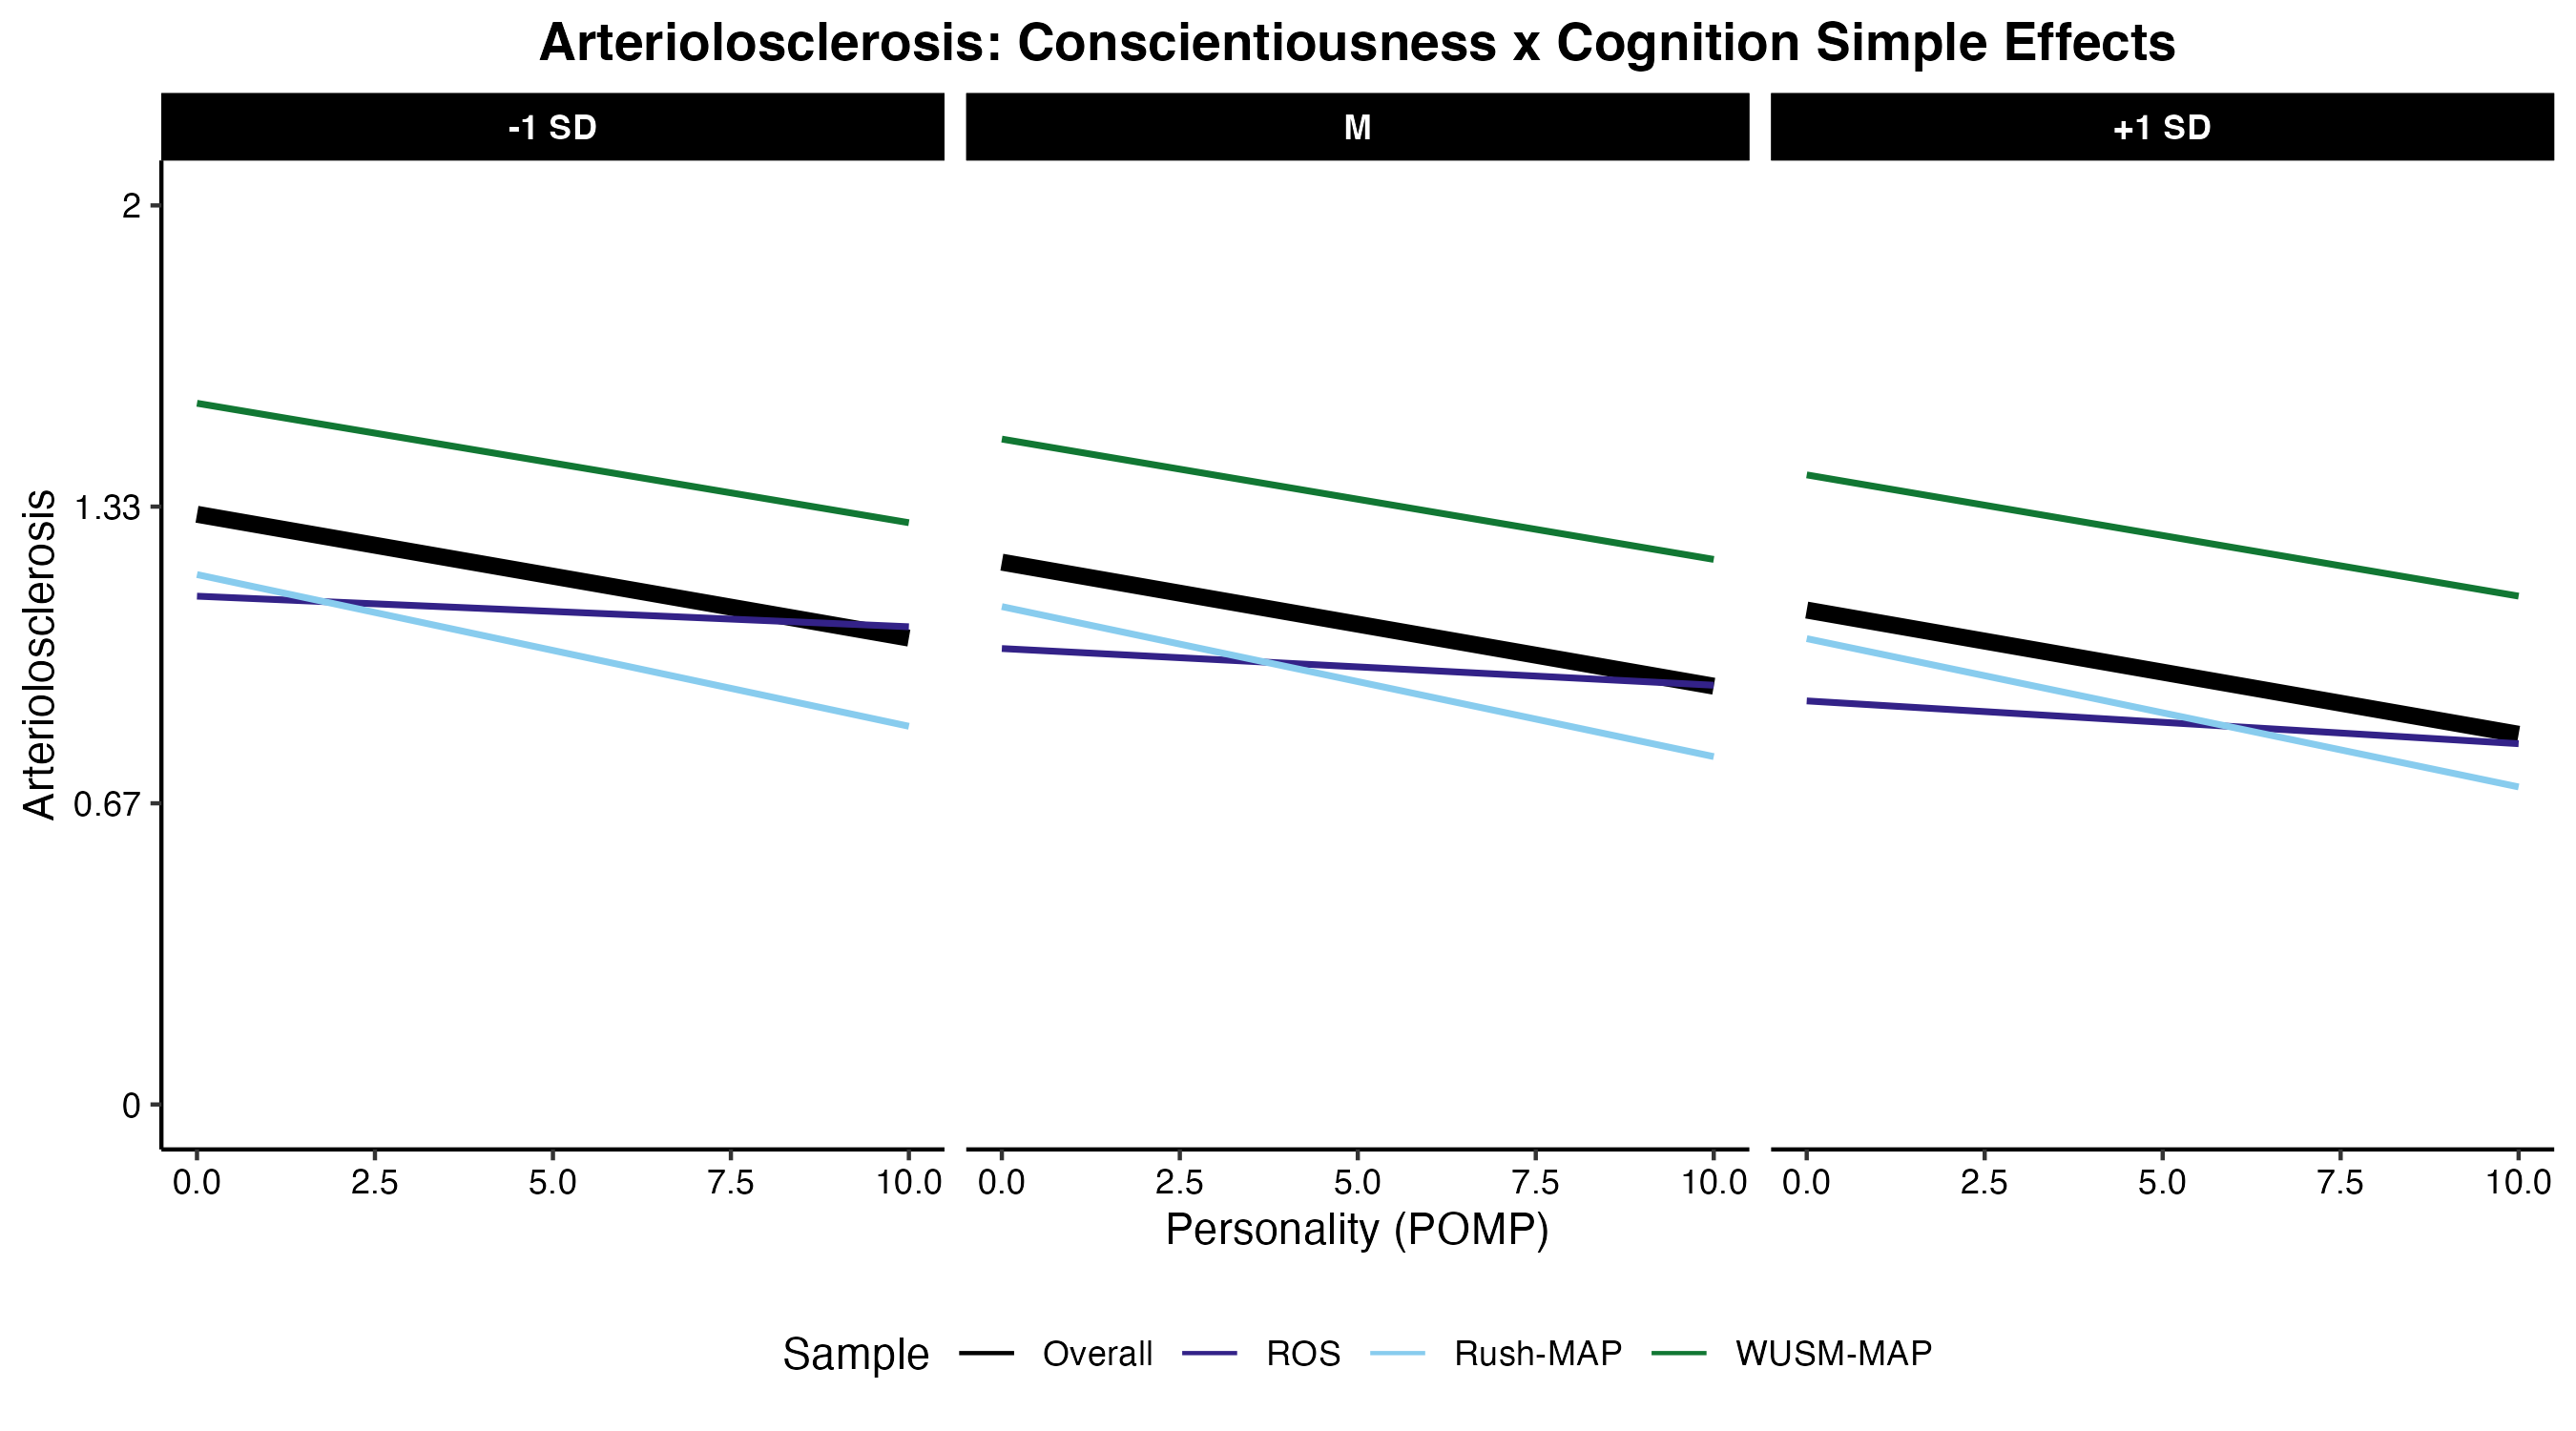 Arteriolosclerosis: Conscientiousness x Cognition Simple Effects
-1 SD
M
+1 SD
Arteriolosclerosis
2
1.33
0.67
0
0.0 2.5 5.0 7.5 10.0
0.0 2.5 5.0 7.5 10.0
0.0 2.5 5.0 7.5 10.0
Personality (POMP)
Sample Overall ROS Rush-MAP WUSM-MAP